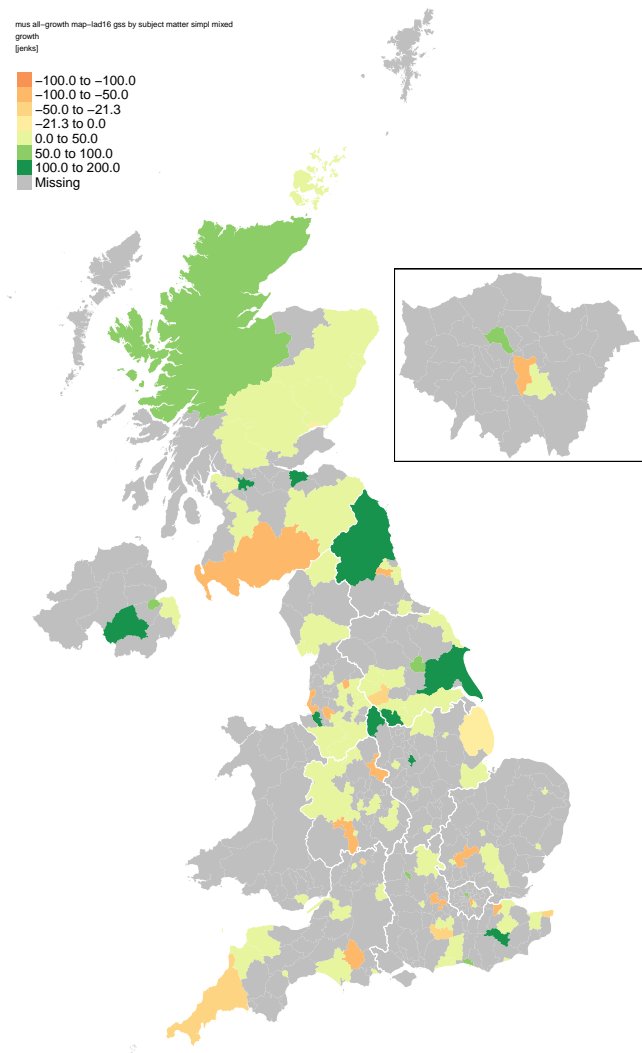 mus all−growth map−lad16 gss by subject matter simpl mixed
growth
[jenks]
−100.0 to −100.0
−100.0 to −50.0
−50.0 to −21.3
−21.3 to 0.0
0.0 to 50.0
50.0 to 100.0
100.0 to 200.0
Missing